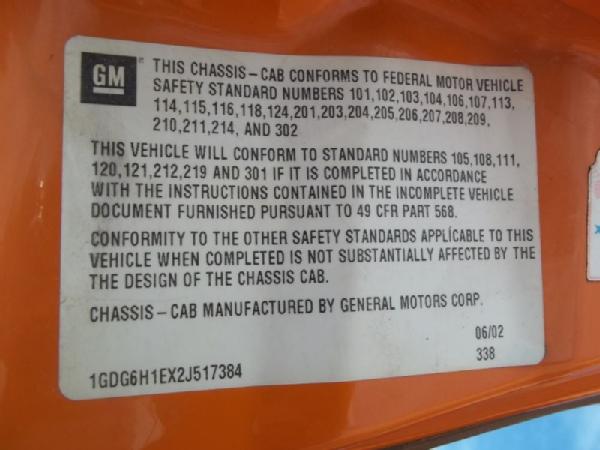 GM
THIS CHASSIS-CAB CONFORMS TO FEDERAL MOTOR VEHICLE
SAFETY STANDARD NUMBERS 101,102,103,104,106,107,113,
114,115,116,118,124,201,203,204,205,206,207,208,209,
210,211,214, AND 302
THIS VEHICLE WILL CONFORM TO STANDARD NUMBERS 105,108,111,
120,121,212,219 AND 301 IF IT IS COMPLETED IN ACCORDANCE
WITH THE INSTRUCTIONS CONTAINED IN THE INCOMPLETE VEHICLE
DOCUMENT FURNISHED PURSUANT TO 49 CFR PART 568.
CONFORMITY TO THE OTHER SAFETY STANDARDS APPLICABLE TO THIS
VEHICLE WHEN COMPLETED IS NOT SUBSTANTIALLY AFFECTED BY THE
THE DESIGN OF THE CHASSIS CAB.
CHASSIS-CAB MANUFACTURED BY GENERAL MOTORS CORP.
06/02
338
1GDG6H1EX2J517384